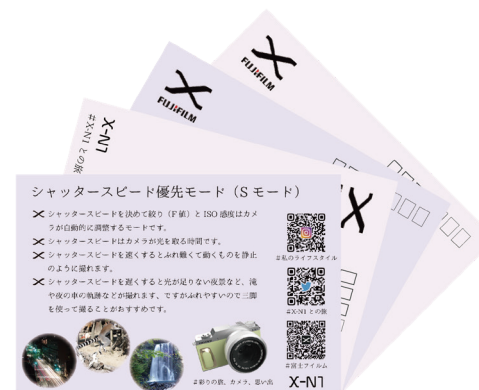 FUJIFILM
FUJIFILM
X-N1
#X-N1 との旅
シャッタースピード優先モード（S モード）
シャッタースピードを決めて絞り（F 値）と ISO 感度はカメ
ラが自動的に調整するモードです。
シャッタースピードはカメラが光を取る時間です。
シャッタースピードを速くするとぶれ難くて動くものを静止
のように撮れます。
シャッタースピードを遅くすると光が足りない夜景など、滝
や夜の車の軌跡などが撮れます、ですがぶれやすいので三脚
を使って撮るととがおすすめです。
#私のライフスタイル
#X-N1 との旅
#富士フイルム
#彩りの旅、カメラ、思い出
X-N1